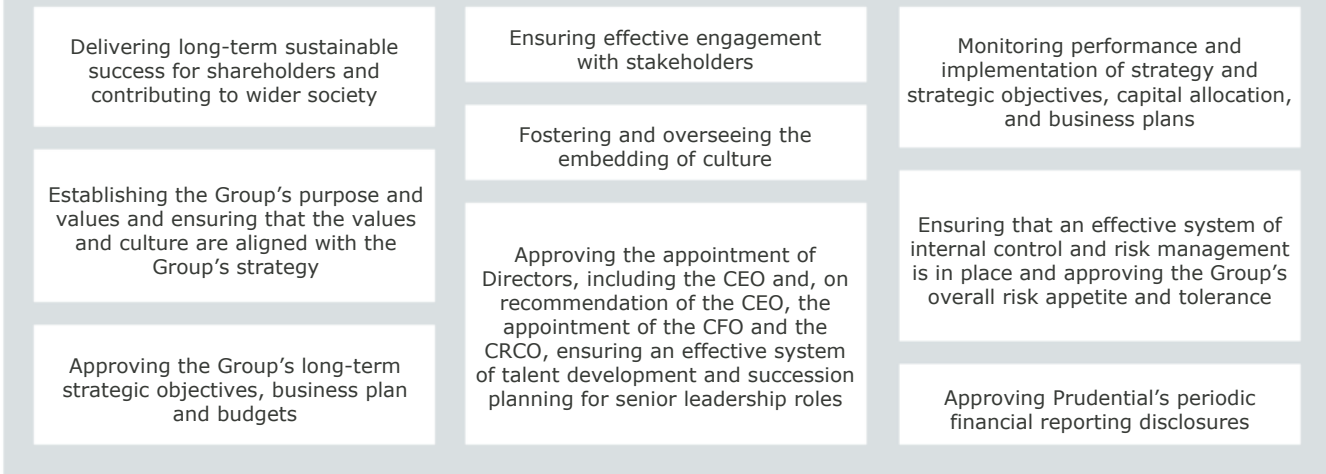 Delivering long-term sustainable
success for shareholders and
contributing to wider society
Establishing the Group’s purpose and
values and ensuring that the values
and culture are aligned with the
Group’s strategy
Approving the Group’s long-term
strategic objectives, business plan
and budgets
Ensuring effective engagement
with stakeholders
Fostering and overseeing the
embedding of culture
Approving the appointment of
Directors, including the CEO and, on
recommendation of the CEO, the
appointment of the CFO and the
CRCO, ensuring an effective system
of talent development and succession
planning for senior leadership roles
Monitoring performance and
implementation of strategy and
strategic objectives, capital allocation,
and business plans
Ensuring that an effective system of
internal control and risk management
is in place and approving the Group’s
overall risk appetite and tolerance
Approving Prudential’s periodic
financial reporting disclosures